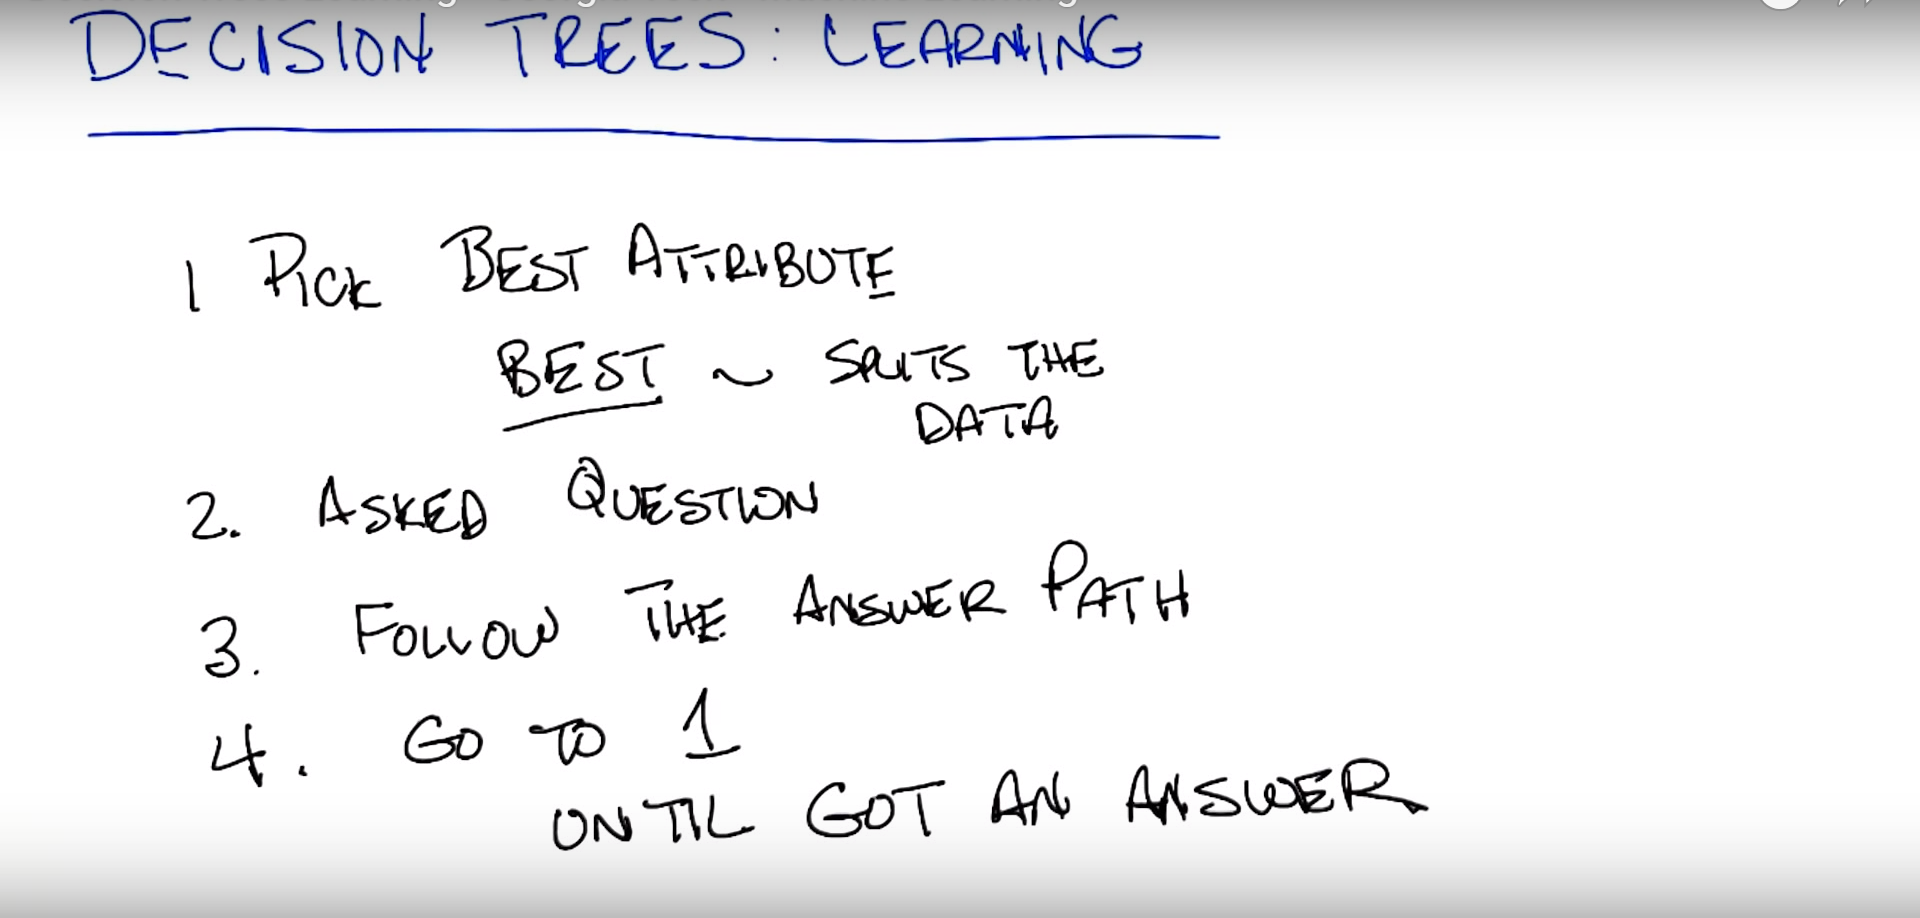 DECISION TREES: LEARNING
1 PICK BEST ATTRIBUTE
BEST ~ SPLITS THE
DATA
2. ASKED QUESTION
3. FOLLOW THE ANSWER PATH
4. GO TO 1
UNTIL GOT AN ANSWER